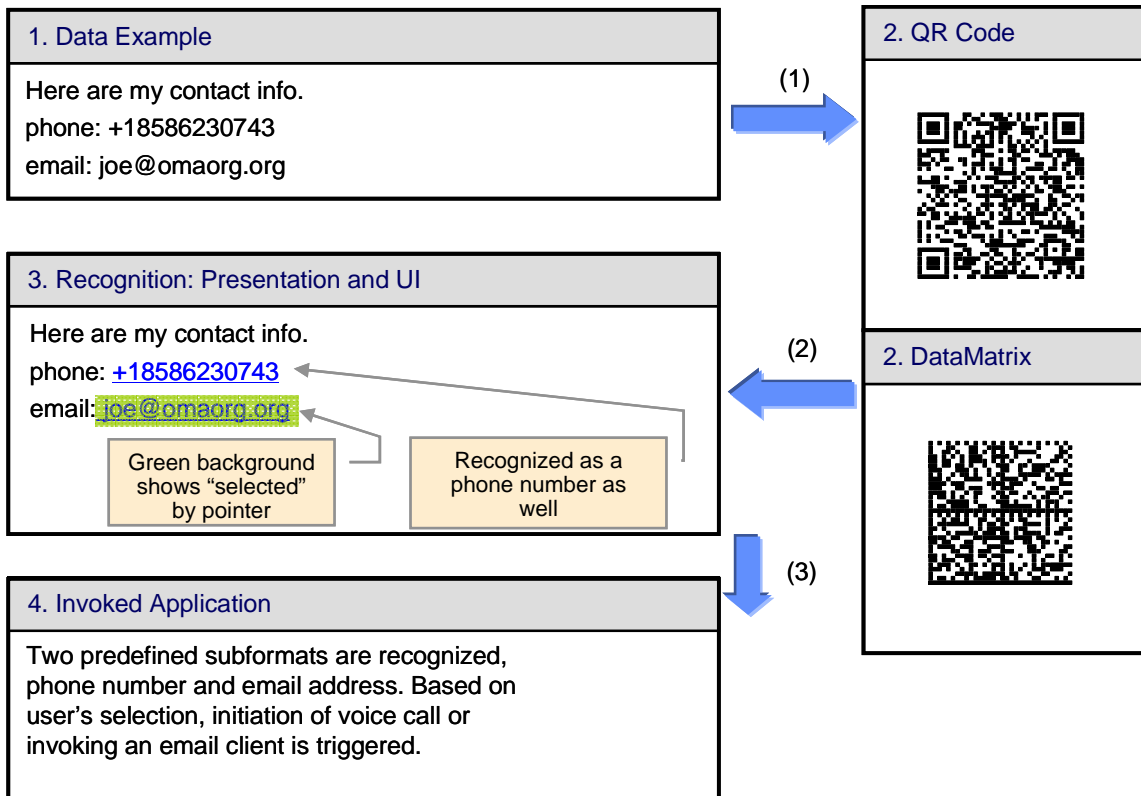 1. Data Example
Here are my contact info.
phone: +18586230743
email: joe@omaorg.org
(1)
2. QR Code
3. Recognition: Presentation and UI
Here are my contact info.
phone: +18586230743
email: joe@omaorg.org
Green background
shows “selected”
by pointer
Recognized as a
phone number as
well
(2)
2. DataMatrix
(3)
4. Invoked Application
Two predefined subformats are recognized,
phone number and email address. Based on
user’s selection, initiation of voice call or
invoking an email client is triggered.